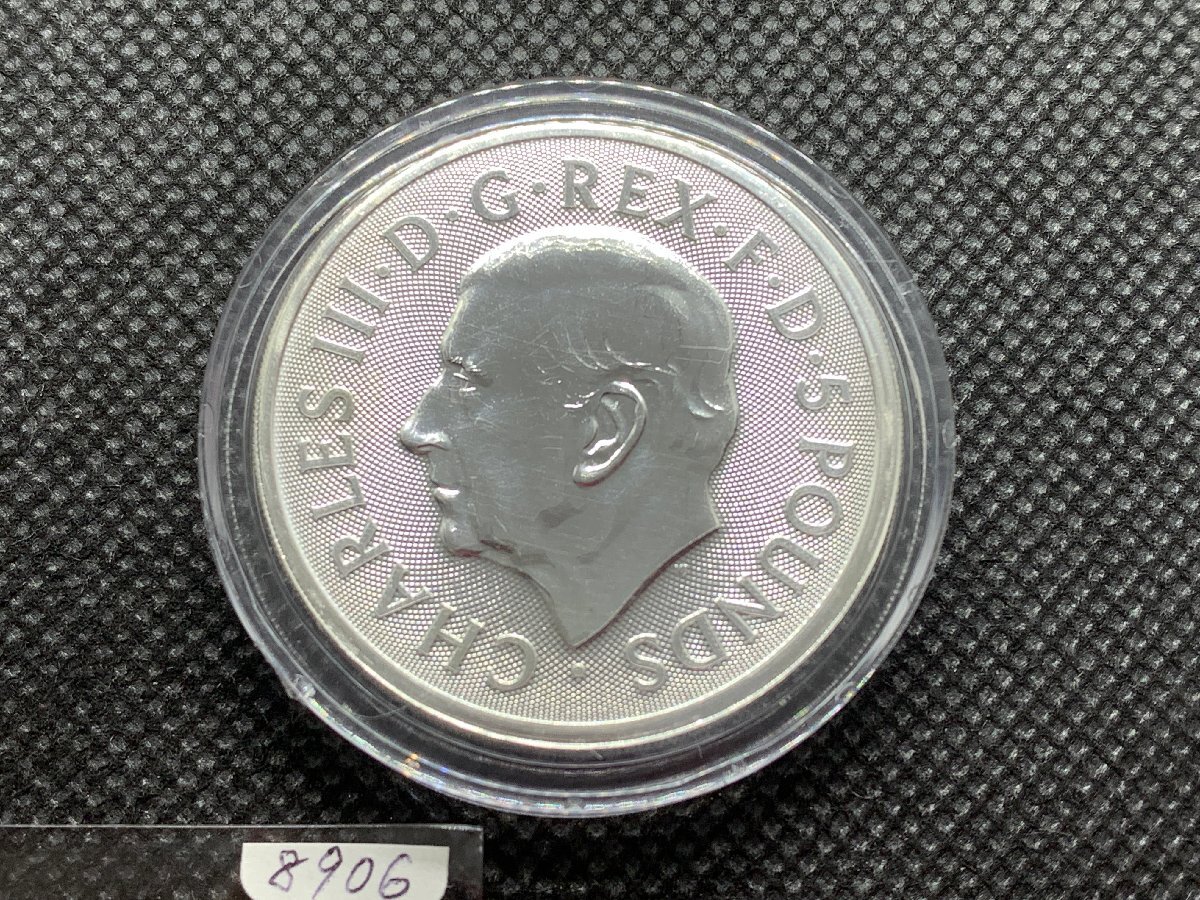 CHARLES III · D · G · REX · F · D · 5 POUNDS ·
8906